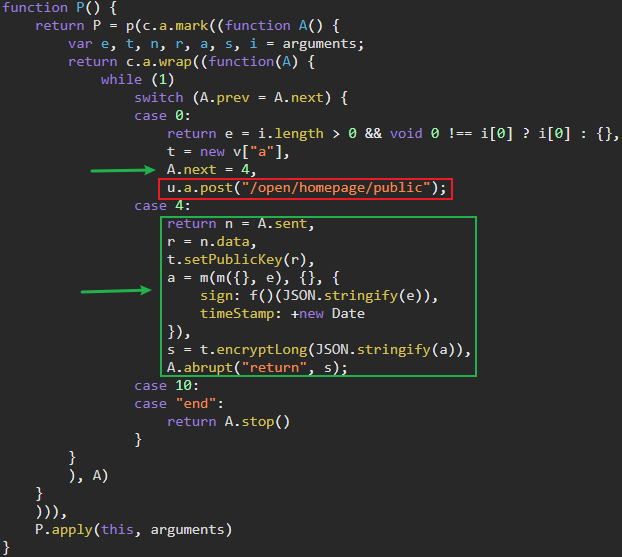 function P() {
    return P = p(c.a.mark((function A() {
        var e, t, n, r, a, s, i = arguments;
        return c.a.wrap((function(A) {
            while (1)
                switch (A.prev = A.next) {
                case 0:
                    return e = i.length > 0 && void 0 !== i[0] ? i[0] : {},
                    t = new v["a"],
                    A.next = 4,
                    u.a.post("/open/homepage/public");
                case 4:
                    return n = A.sent,
                    r = n.data,
                    t.setPublicKey(r),
                    a = m(m({}, e), {}, {
                        sign: f()(JSON.stringify(e)),
                        timeStamp: +new Date
                    }),
                    s = t.encryptLong(JSON.stringify(a)),
                    A.abrupt("return", s);
                case 10:
                case "end":
                    return A.stop()
                }
        }
        ), A)
    }
    ))),
    P.apply(this, arguments)
}